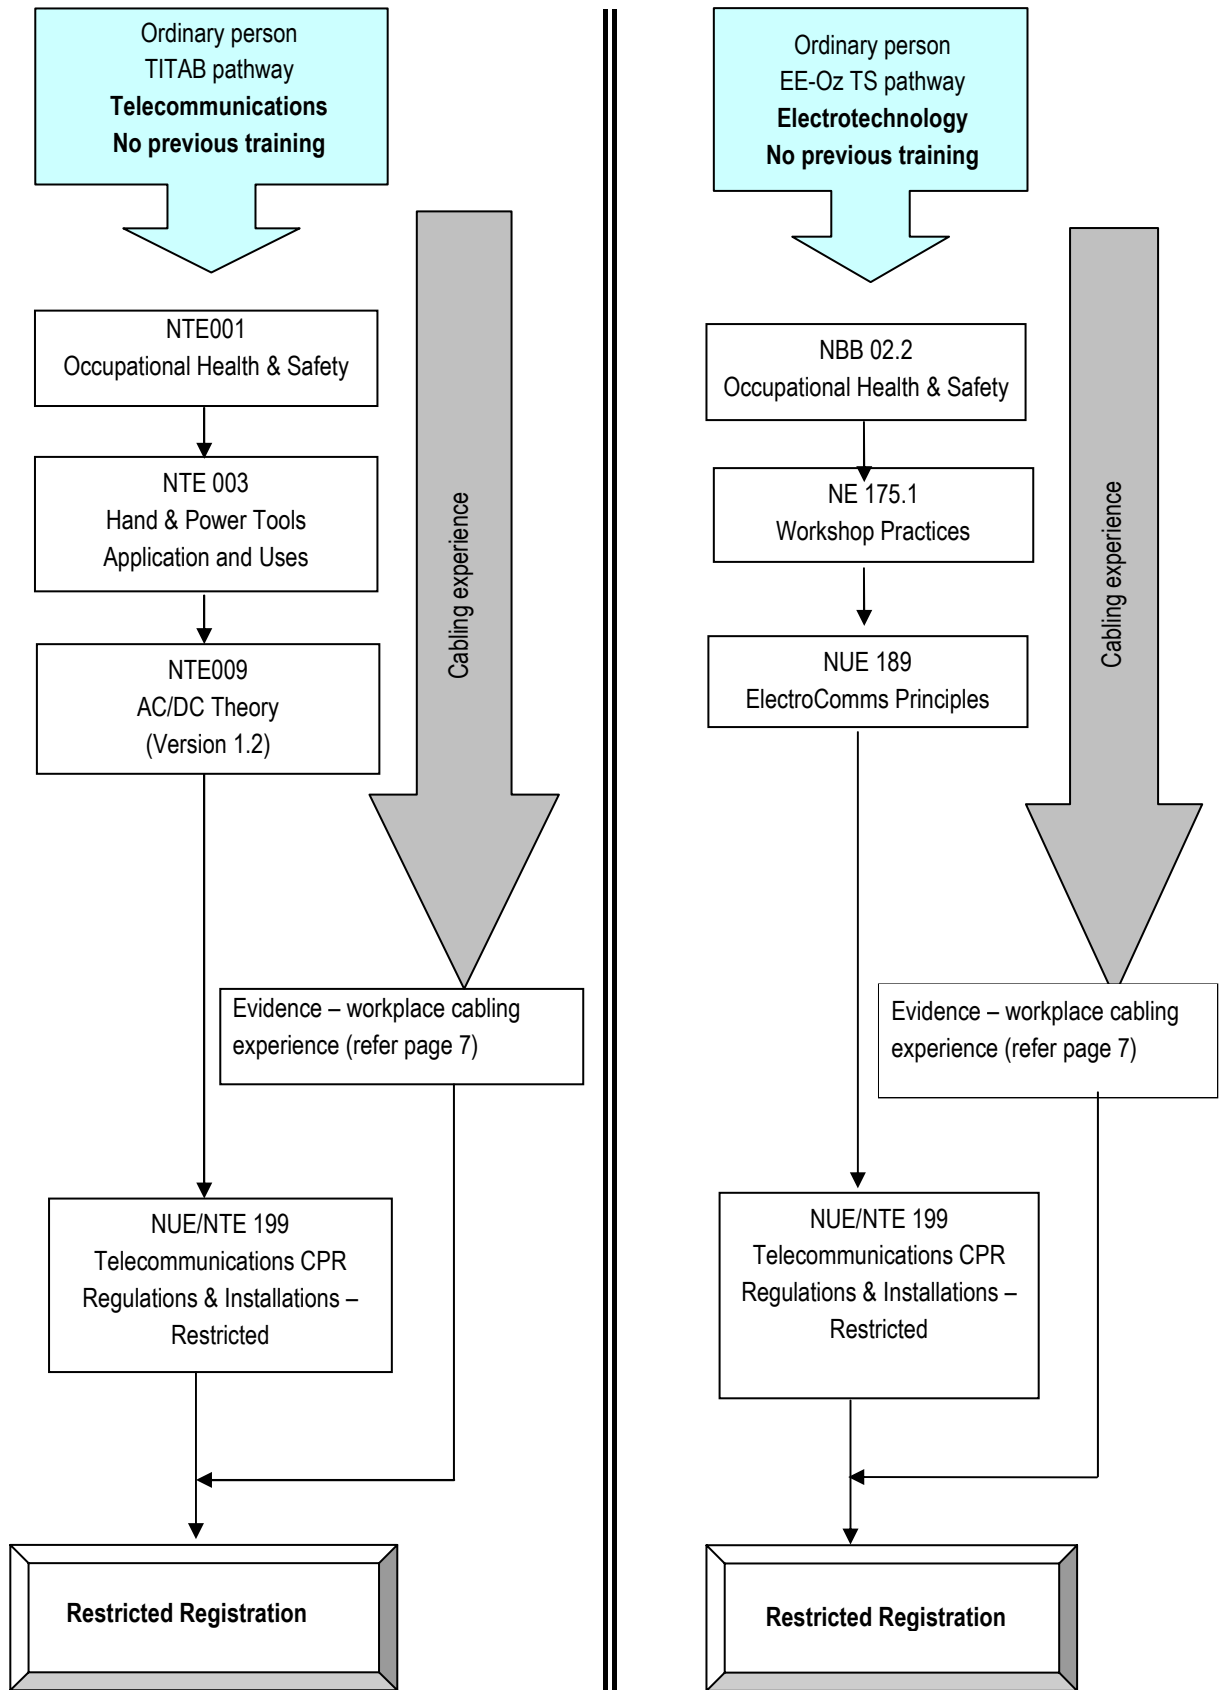 Ordinary person
TITAB pathway
Telecommunications
No previous training
NTE001
Occupational Health & Safety
NTE 003
Hand & Power Tools
Application and Uses
NTE009
AC/DC Theory
(Version 1.2)
Cabling experience
Evidence – workplace cabling
experience (refer page 7)
NUE/NTE 199
Telecommunications CPR
Regulations & Installations –
Restricted
Restricted Registration
Ordinary person
EE-Oz TS pathway
Electrotechnology
No previous training
NBB 02.2
Occupational Health & Safety
NE 175.1
Workshop Practices
NUE 189
ElectroComms Principles
Cabling experience
Evidence – workplace cabling
experience (refer page 7)
NUE/NTE 199
Telecommunications CPR
Regulations & Installations –
Restricted
Restricted Registration